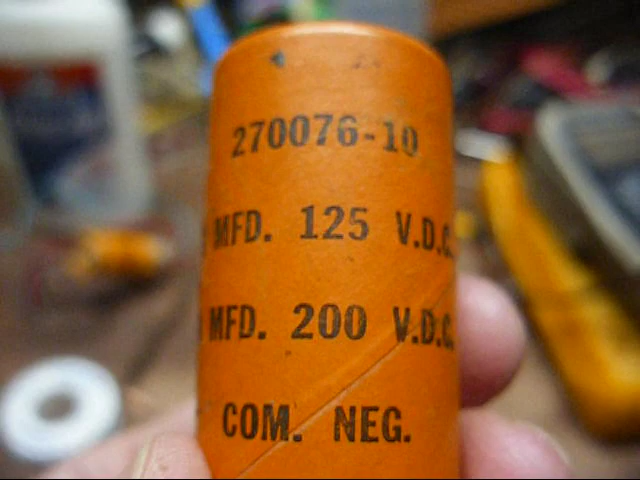 270076-10
MFD. 125 V.D.C.
MFD. 200 V.D.C.
COM. NEG.